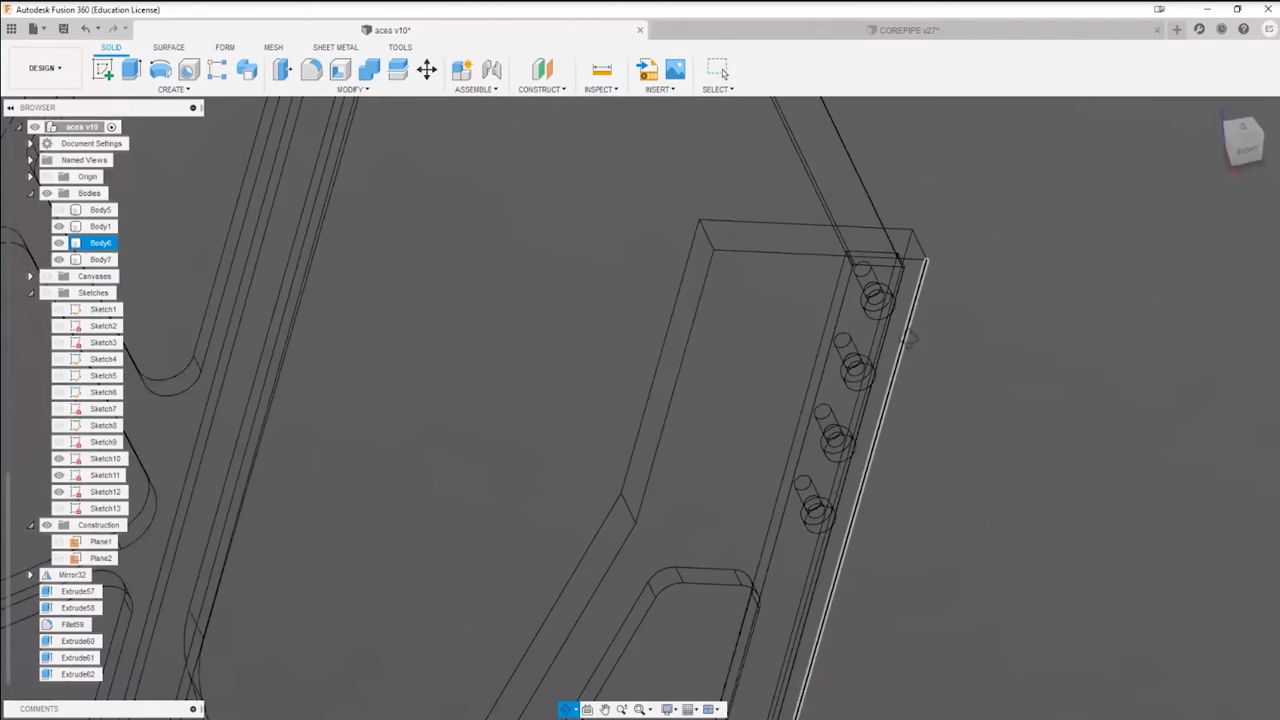 Autodesk Fusion 360 (Education License)
aces v10*
COREPIPE v27*
ES
SOLID SURFACE FORM MESH SHEET METAL TOOLS
DESIGN
CREATE MODIFY ASSEMBLE CONSTRUCT INSPECT INSERT SELECT
BROWSER
aces v10
Document Settings
Named Views
Origin
Bodies
Body5
Body1
Body6
Body7
Canvases
Sketches
Sketch1
Sketch2
Sketch3
Sketch4
Sketch5
Sketch6
Sketch7
Sketch8
Sketch9
Sketch10
Sketch11
Sketch12
Sketch13
Construction
Plane1
Plane2
Mirror32
Extrude57
Extrude58
Fillet59
Extrude60
Extrude61
Extrude62
COMMENTS
RIGHT